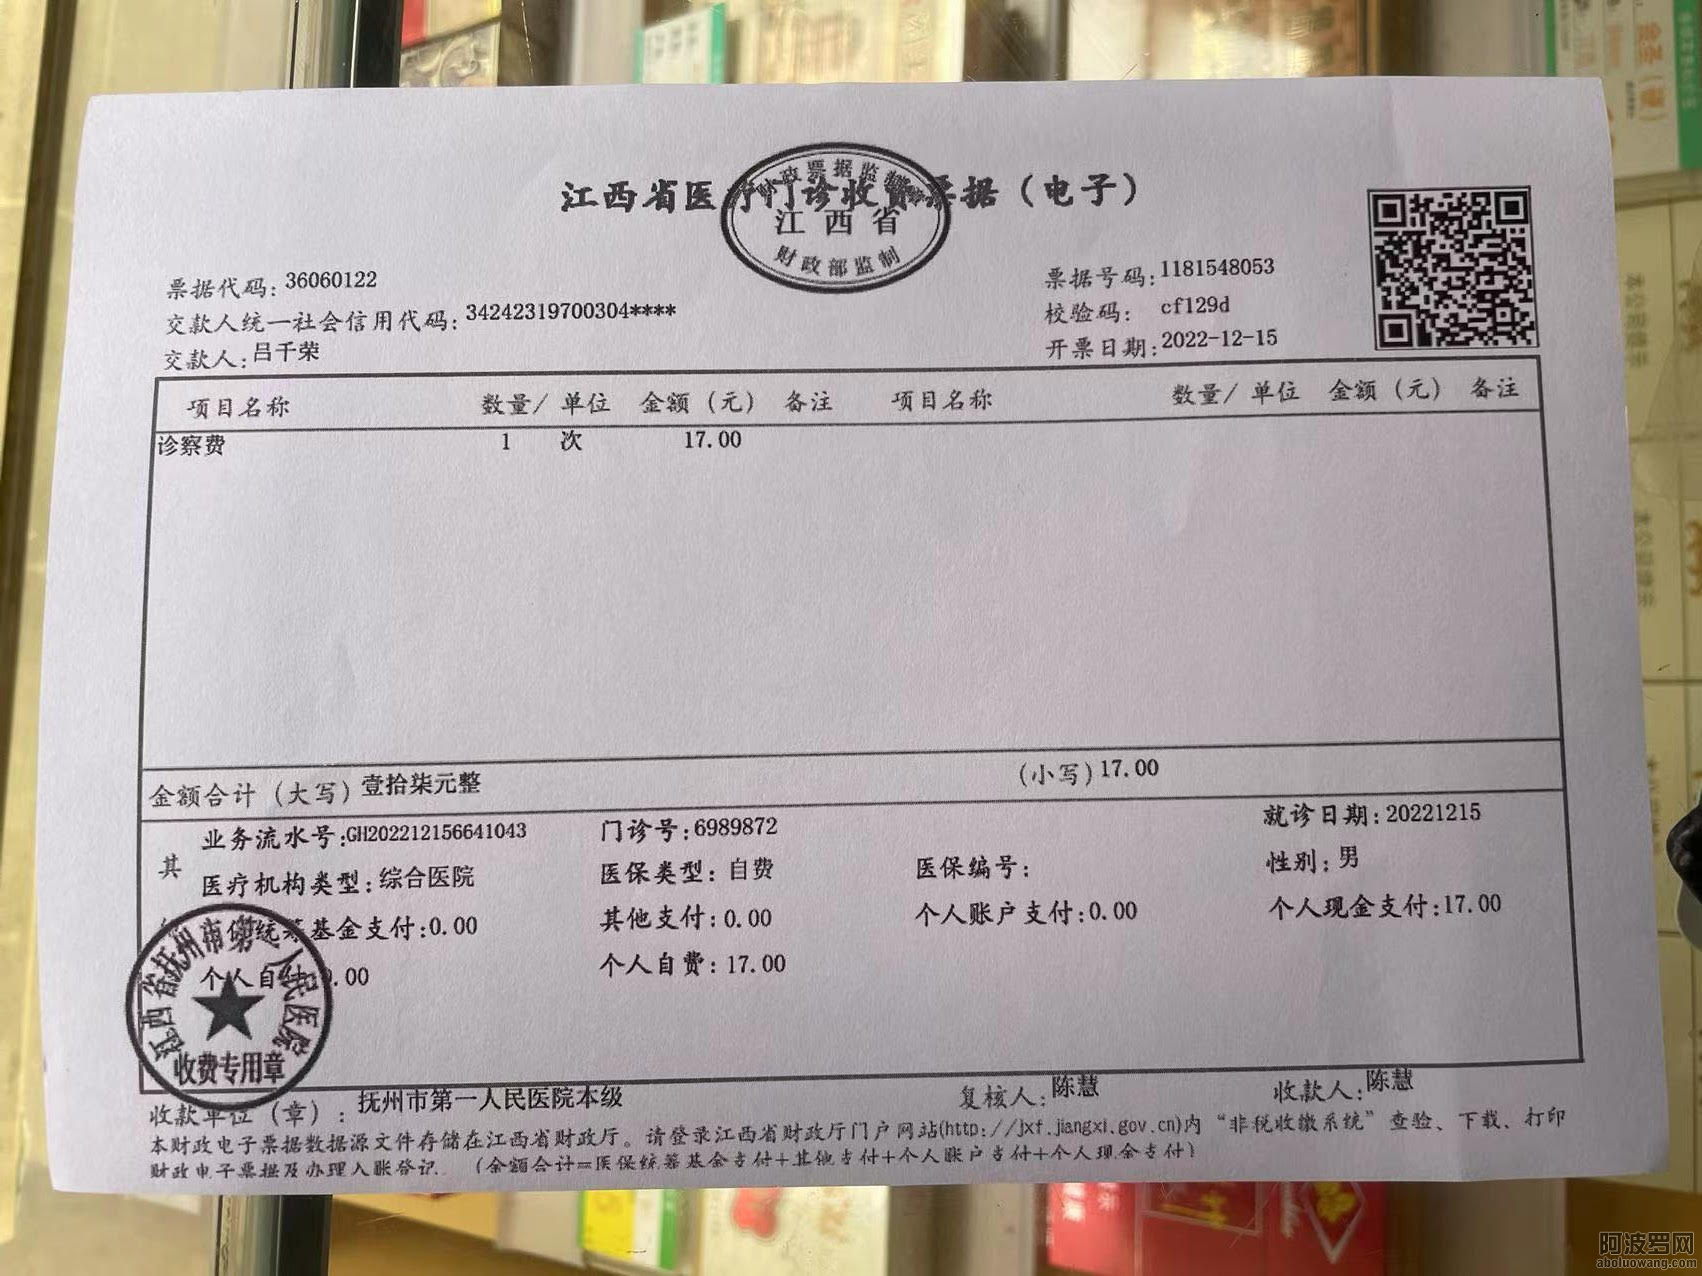 江西省医疗门诊收费票据（电子）
财政票据监制
江西省
财政部监制
票据代码：36060122
票据号码：1181548053
交款人统一社会信用代码：34242319700304****
校验码：cf129d
交款人：吕千荣
开票日期：2022-12-15
项目名称 数量/单位 金额（元） 备注 项目名称 数量/单位 金额（元） 备注
诊察费 1 次 17.00
金额合计（大写）壹拾柒元整 （小写）17.00
其
业务流水号：GH202212156641043 门诊号：6989872 就诊日期：20221215
医疗机构类型：综合医院 医保类型：自费 医保编号： 性别：男
医保统筹基金支付：0.00 其他支付：0.00 个人账户支付：0.00 个人现金支付：17.00
个人自付：0.00 个人自费：17.00
江西省抚州市第一人民医院
收费专用章
收款单位（章）：抚州市第一人民医院本级 复核人：陈慧 收款人：陈慧
本财政电子票据数据源文件存储在江西省财政厅。请登录江西省财政厅门户网站(http://jxf.jiangxi.gov.cn)内“非税收缴系统”查验、下载、打印
财政电子票据及办理入账登记.（金额合计=医保统筹基金支付+其他支付+个人账户支付+个人现金支付）
阿波罗网
aboluowang.com